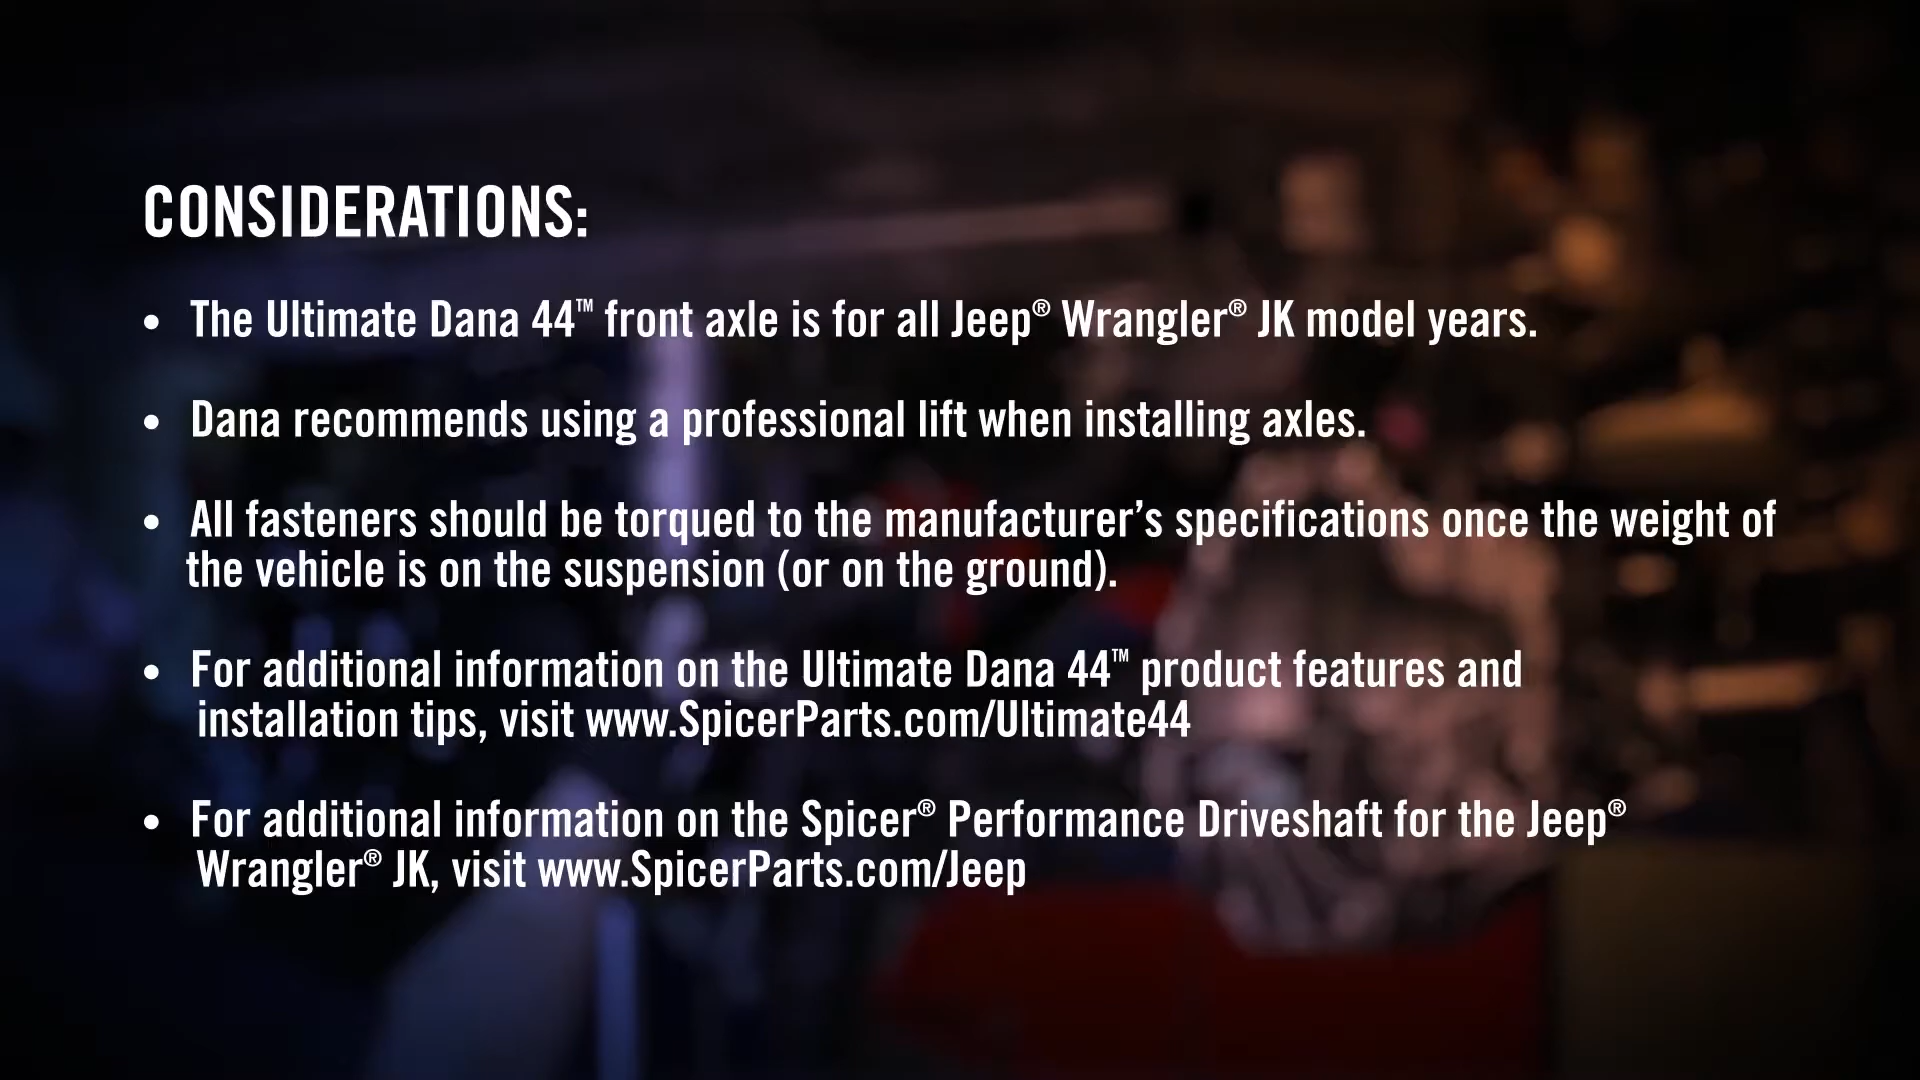 CONSIDERATIONS:
• The Ultimate Dana 44™ front axle is for all Jeep® Wrangler® JK model years.
• Dana recommends using a professional lift when installing axles.
• All fasteners should be torqued to the manufacturer’s specifications once the weight of
the vehicle is on the suspension (or on the ground).
• For additional information on the Ultimate Dana 44™ product features and
installation tips, visit www.SpicerParts.com/Ultimate44
• For additional information on the Spicer® Performance Driveshaft for the Jeep®
Wrangler® JK, visit www.SpicerParts.com/Jeep